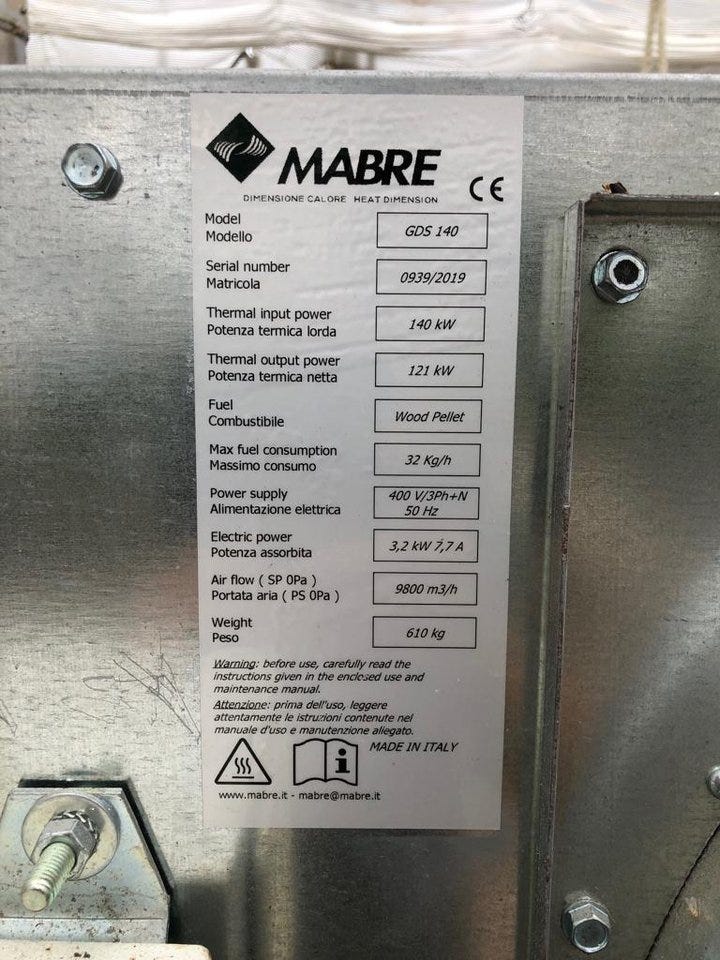 MABRE
DIMENSIONE CALORE HEAT DIMENSION
CE
Model
Modello
GDS 140
Serial number
Matricola
0939/2019
Thermal input power
Potenza termica lorda
140 kW
Thermal output power
Potenza termica netta
121 kW
Fuel
Combustibile
Wood Pellet
Max fuel consumption
Massimo consumo
32 Kg/h
Power supply
Alimentazione elettrica
400 V/3Ph+N
50 Hz
Electric power
Potenza assorbita
3,2 kW 7,7 A
Air flow ( SP 0Pa )
Portata aria ( PS 0Pa )
9800 m3/h
Weight
Peso
610 kg
Warning: before use, carefully read the
instructions given in the enclosed use and
maintenance manual.
Attenzione: prima dell'uso, leggere
attentamente le istruzioni contenute nel
manuale d'uso e manutenzione allegato.
MADE IN ITALY
www.mabre.it - mabre@mabre.it